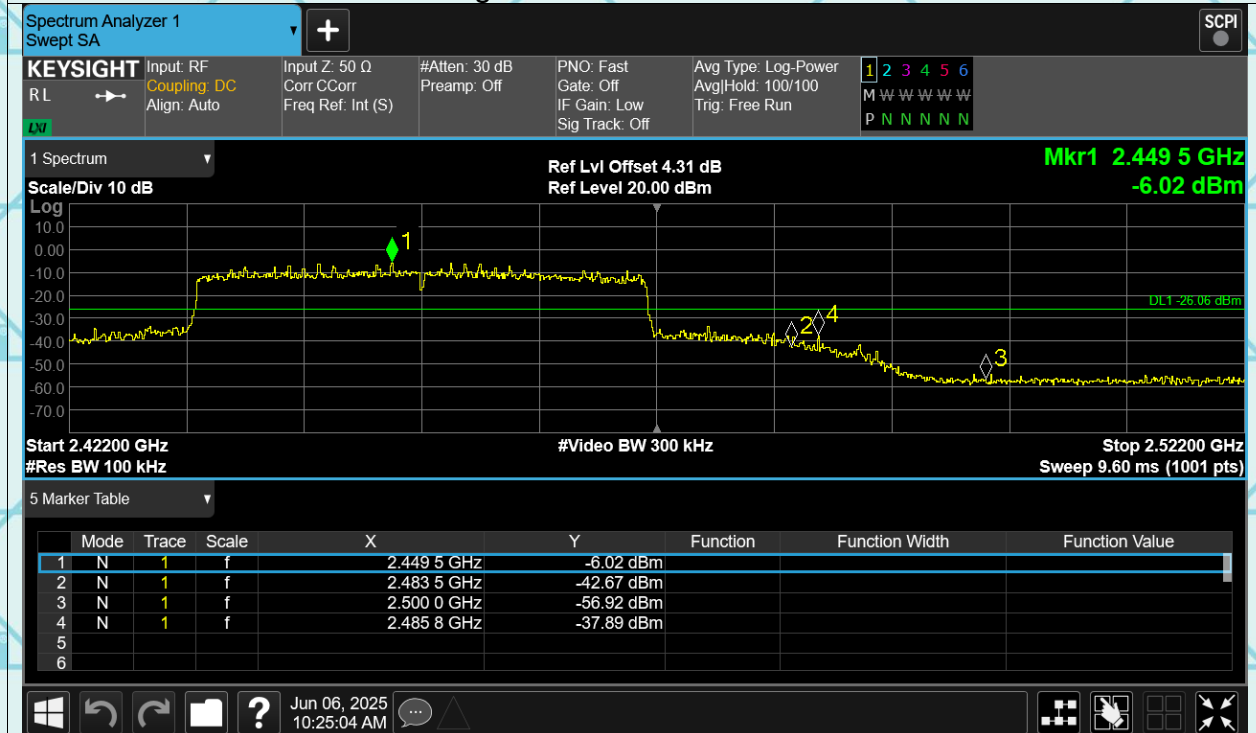 Spectrum Analyzer 1
Swept SA
+
SCPI
KEYSIGHT
RL
LXI
Input: RF
Coupling: DC
Align: Auto
Input Z: 50 Ω
Corr CCorr
Freq Ref: Int (S)
#Atten: 30 dB
Preamp: Off
PNO: Fast
Gate: Off
IF Gain: Low
Sig Track: Off
Avg Type: Log-Power
Avg|Hold: 100/100
Trig: Free Run
1 2 3 4 5 6
M W W W W W
P N N N N N
1 Spectrum
Scale/Div 10 dB
Log
Ref Lvl Offset 4.31 dB
Ref Level 20.00 dBm
Mkr1 2.449 5 GHz
-6.02 dBm
10.0
0.00
-10.0
-20.0
-30.0
-40.0
-50.0
-60.0
-70.0
1
2
4
3
DL1 -26.06 dBm
Start 2.42200 GHz
#Video BW 300 kHz
Stop 2.52200 GHz
#Res BW 100 kHz
Sweep 9.60 ms (1001 pts)
5 Marker Table
Mode Trace Scale X Y Function Function Width Function Value
1 N 1 f 2.449 5 GHz -6.02 dBm
2 N 1 f 2.483 5 GHz -42.67 dBm
3 N 1 f 2.500 0 GHz -56.92 dBm
4 N 1 f 2.485 8 GHz -37.89 dBm
5
6
?
Jun 06, 2025
10:25:04 AM